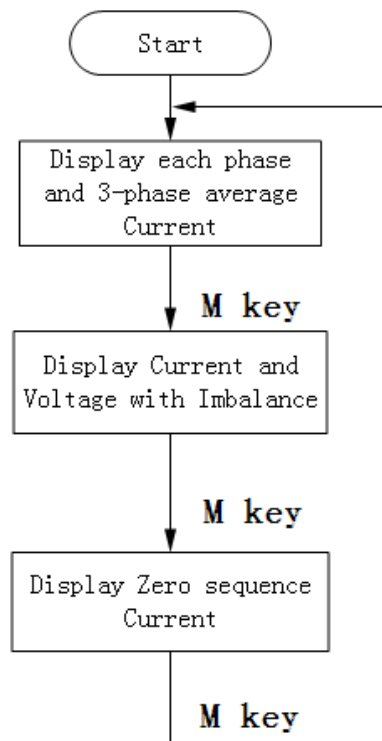 Start
Display each phase
and 3-phase average
Current
M key
Display Current and
Voltage with Imbalance
M key
Display Zero sequence
Current
M key